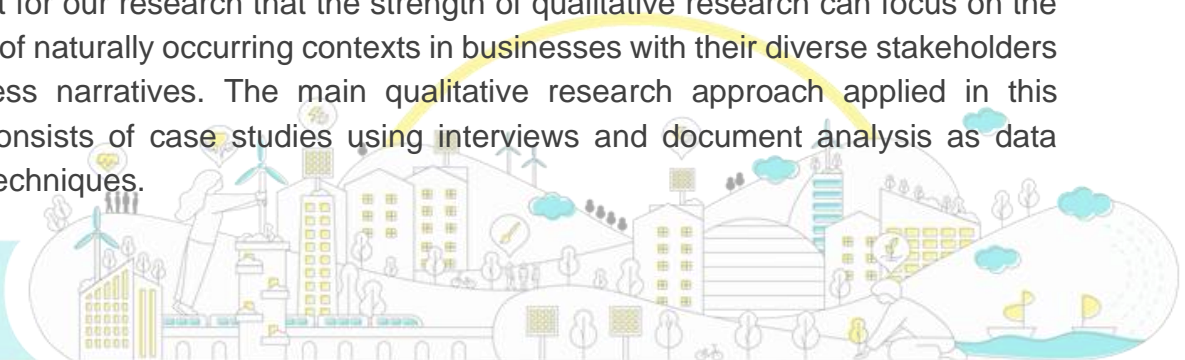 t for our research that the strength of qualitative research can focus on the
of naturally occurring contexts in businesses with their diverse stakeholders
ess narratives. The main qualitative research approach applied in this
onsists of case studies using interviews and document analysis as data
echniques.